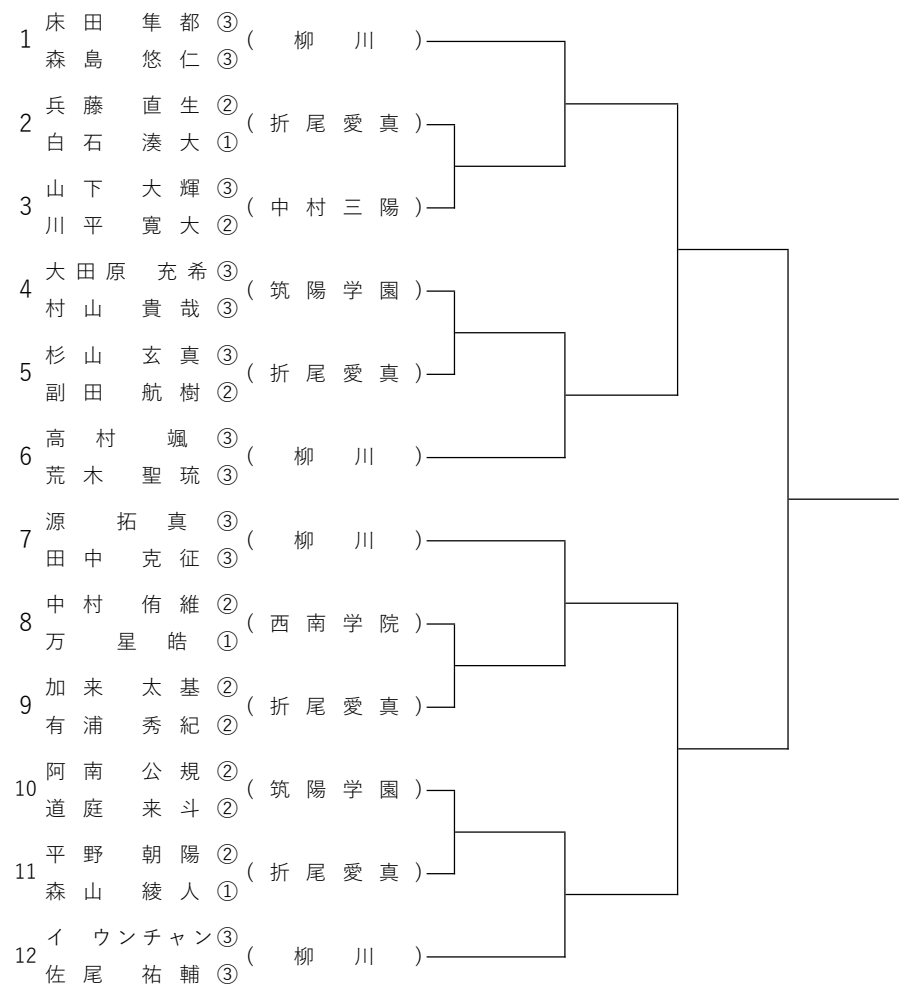 床田 隼都 ③
1 ( 柳川 )
森島 悠仁 ③
兵藤 直生 ②
2 ( 折尾愛真 )
白石 湊大 ①
山下 大輝 ③
3 ( 中村三陽 )
川平 寛大 ②
大田原 充希 ③
4 ( 筑陽学園 )
村山 貴哉 ③
杉山 玄真 ③
5 ( 折尾愛真 )
副田 航樹 ②
高村 颯 ③
6 ( 柳川 )
荒木 聖琉 ③
源 拓真 ③
7 ( 柳川 )
田中 克征 ③
中村 侑維 ②
8 ( 西南学院 )
万 星皓 ①
加来 太基 ②
9 ( 折尾愛真 )
有浦 秀紀 ②
阿南 公規 ②
10 ( 筑陽学園 )
道庭 来斗 ②
平野 朝陽 ②
11 ( 折尾愛真 )
森山 綾人 ①
イ ウンチャン ③
12 ( 柳川 )
佐尾 祐輔 ③